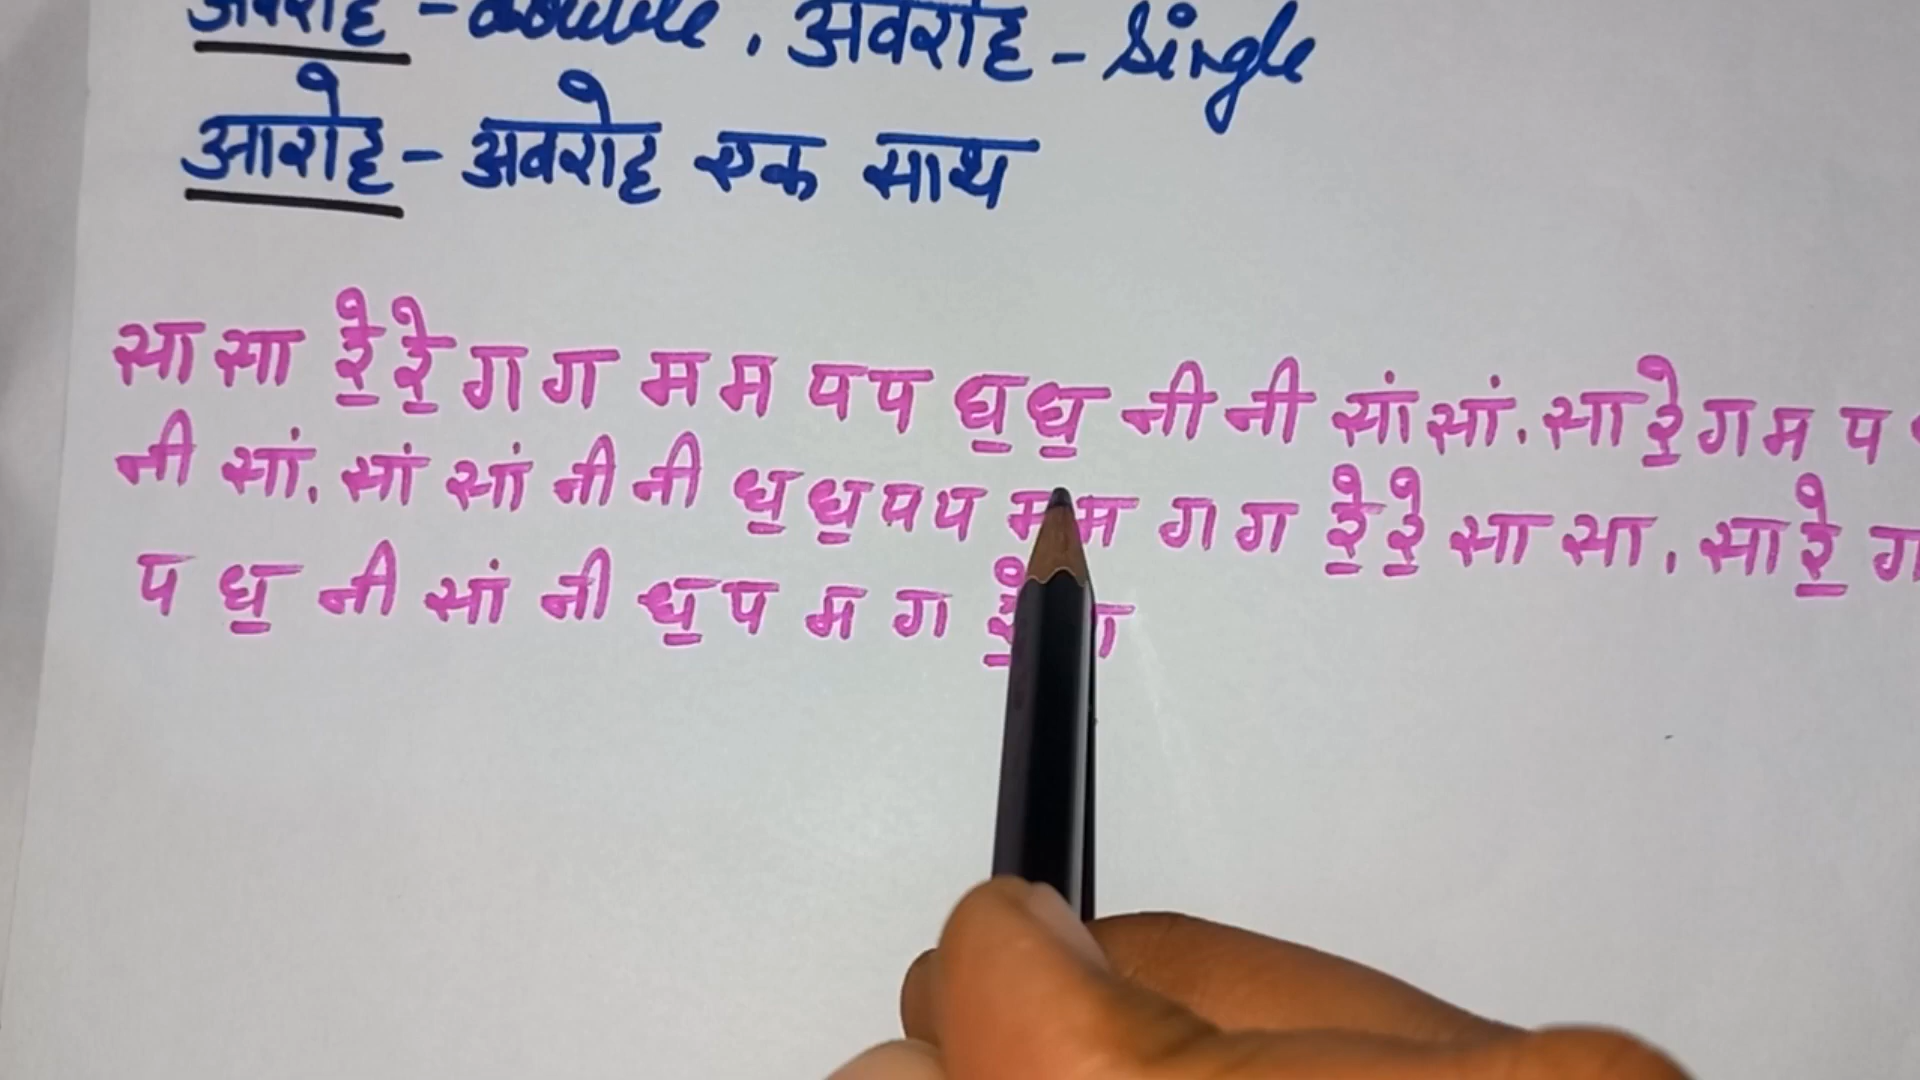 अवरोह - double, अवरोह - single
आरोह - अवरोह एक साथ
सा सा रे॒ रे॒ ग ग म म प प ध॒ ध॒ नी नी सां सां. सा रे॒ ग म प
नी सां. सां सां नी नी ध॒ ध॒ प प म म ग ग रे॒ रे॒ सा सा. सा रे॒ ग
प ध॒ नी सां नी ध॒ प म ग रे॒